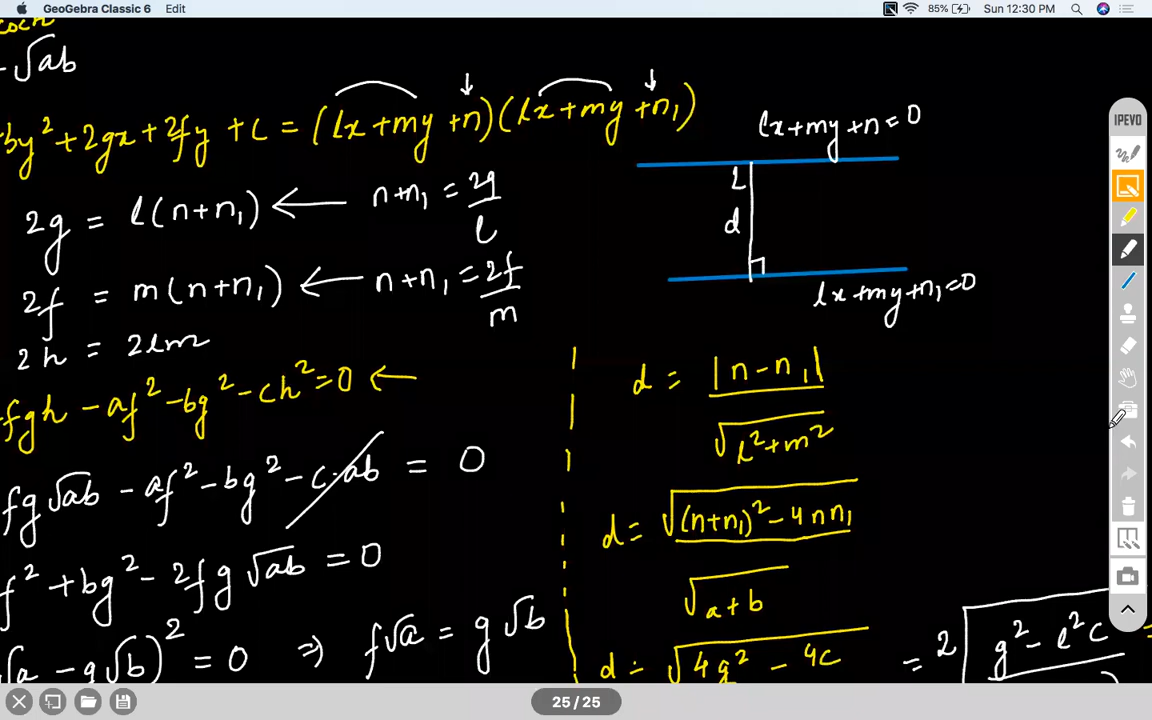 GeoGebra Classic 6 Edit 85% Sun 12:30 PM
- √ab
by² + 2gx + 2fy + c = (lx + my + n)(lx + my + n₁)
2g = l(n + n₁) ← n + n₁ = 2g/l
2f = m(n + n₁) ← n + n₁ = 2f/m
2h = 2lm
fgh - af² - bg² - ch² = 0 ←
fg√ab - af² - bg² - c·ab = 0
f² + bg² - 2fg√ab = 0
√a - g√b)² = 0 ⇒ f√a = g√b
lx + my + n = 0
d
lx + my + n₁ = 0
d = |n - n₁| / √(l² + m²)
d = √((n + n₁)² - 4nn₁) / √(a + b)
d = √(4g² - 4c
= 2√(g² - l²c
IPEVO
25 / 25